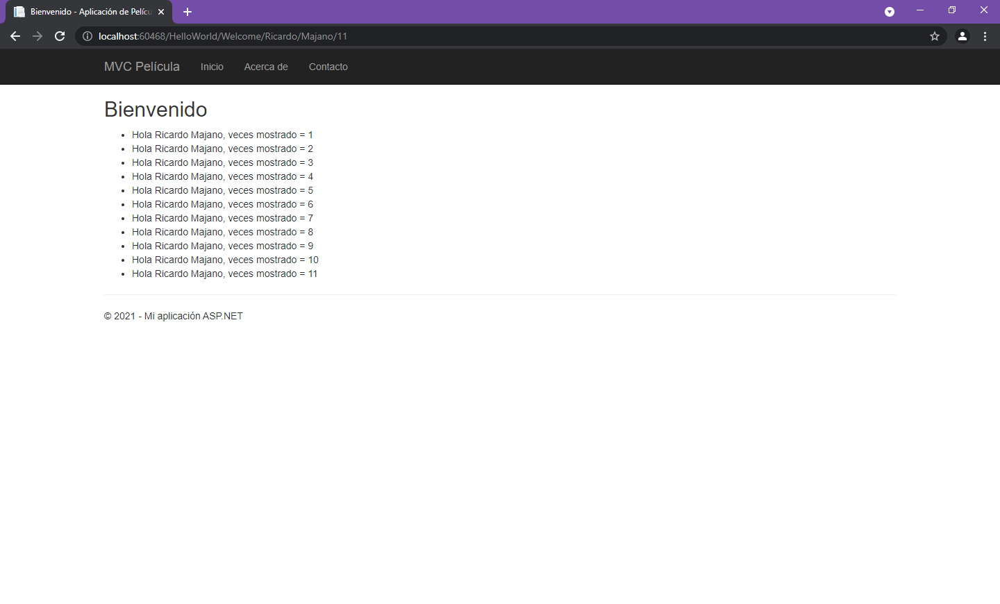 Bienvenido - Aplicación de Pelícu
localhost:60468/HelloWorld/Welcome/Ricardo/Majano/11
MVC Película Inicio Acerca de Contacto
Bienvenido
Hola Ricardo Majano, veces mostrado = 1
Hola Ricardo Majano, veces mostrado = 2
Hola Ricardo Majano, veces mostrado = 3
Hola Ricardo Majano, veces mostrado = 4
Hola Ricardo Majano, veces mostrado = 5
Hola Ricardo Majano, veces mostrado = 6
Hola Ricardo Majano, veces mostrado = 7
Hola Ricardo Majano, veces mostrado = 8
Hola Ricardo Majano, veces mostrado = 9
Hola Ricardo Majano, veces mostrado = 10
Hola Ricardo Majano, veces mostrado = 11
© 2021 - Mi aplicación ASP.NET